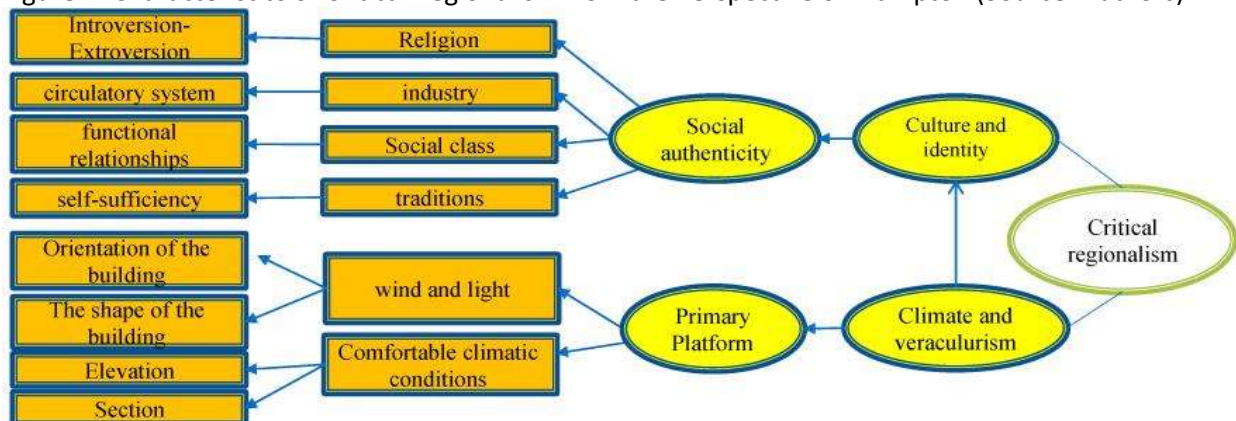 Introversion-
Extroversion
Religion
circulatory system
industry
functional
relationships
Social class
self-sufficiency
traditions
Social
authenticity
Culture and
identity
Critical
regionalism
Orientation of the
building
The shape of the
building
wind and light
Elevation
Section
Comfortable climatic
conditions
Primary
Platform
Climate and
veraculurism